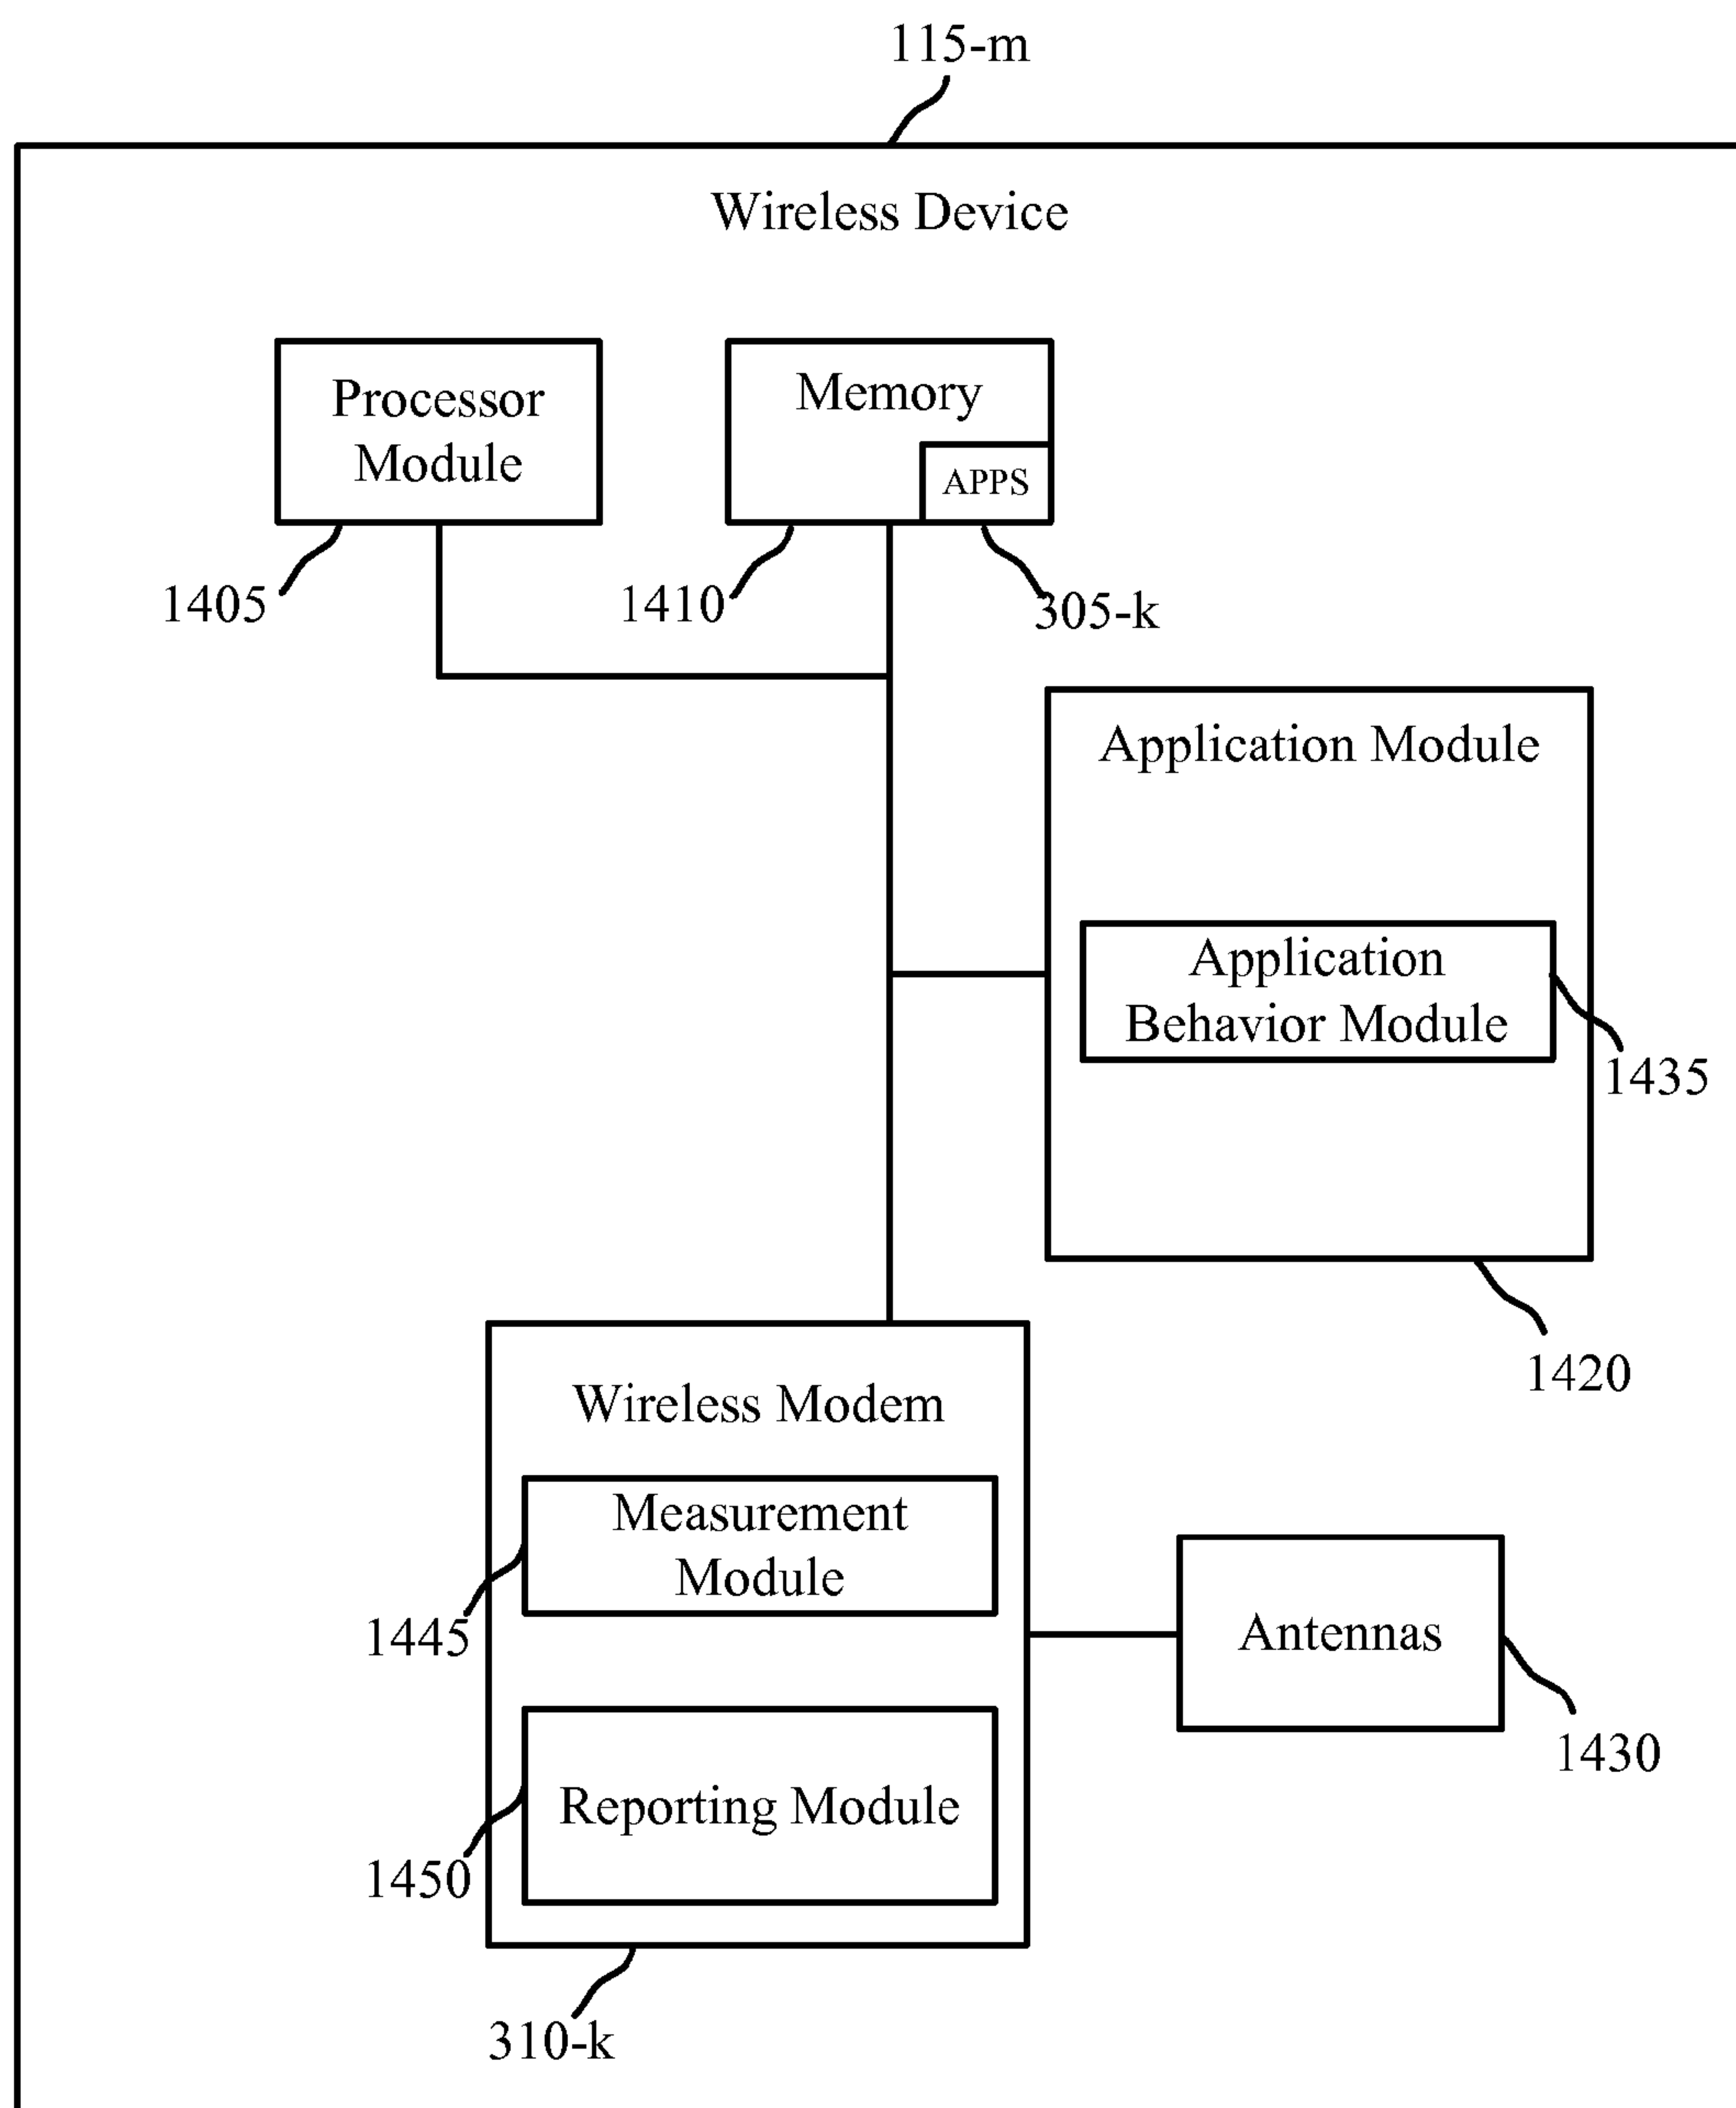 115-m
Wireless Device
Processor
Module
Memory
APPS
1405
1410
305-k
Application Module
Application
Behavior Module
1435
1420
Wireless Modem
Measurement
Module
1445
Antennas
1430
Reporting Module
1450
310-k